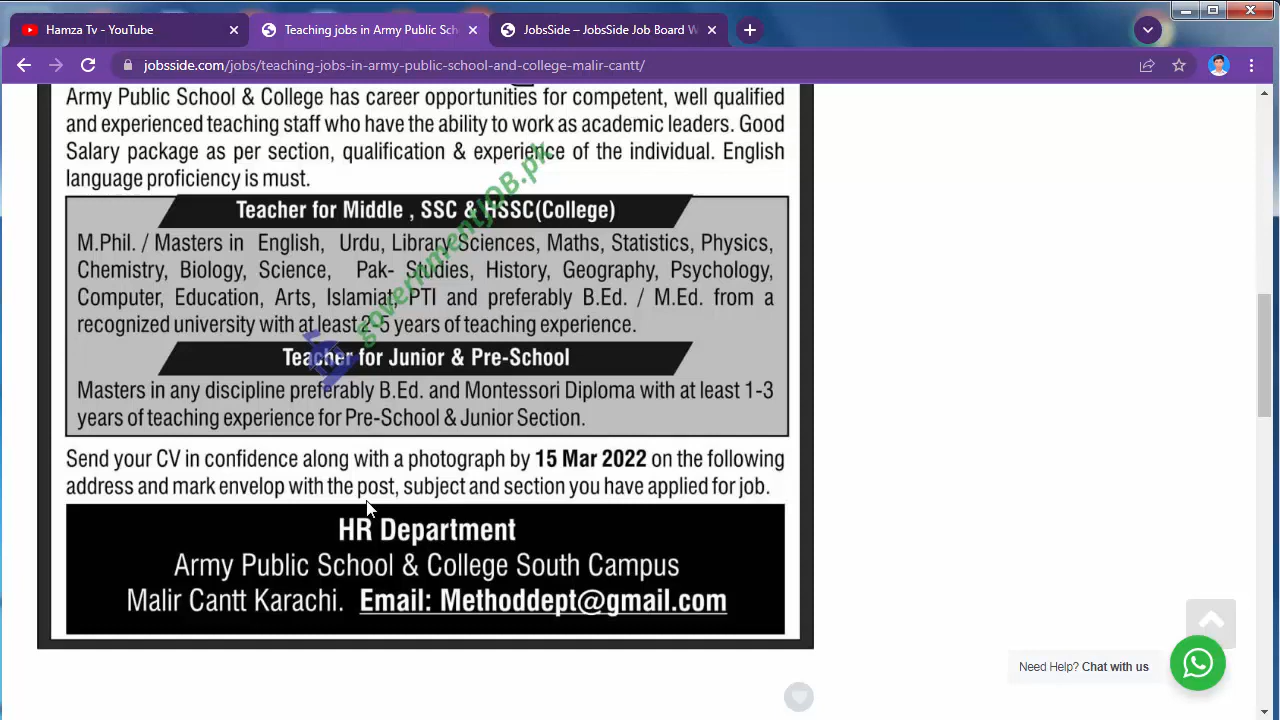 Hamza Tv - YouTube
Teaching jobs in Army Public Sch
JobsSide – JobsSide Job Board W
jobsside.com/jobs/teaching-jobs-in-army-public-school-and-college-malir-cantt/
Army Public School & College has career opportunities for competent, well qualified
and experienced teaching staff who have the ability to work as academic leaders. Good
Salary package as per section, qualification & experience of the individual. English
language proficiency is must.
Teacher for Middle , SSC & HSSC(College)
M.Phil. / Masters in English, Urdu, Library Sciences, Maths, Statistics, Physics,
Chemistry, Biology, Science, Pak- Studies, History, Geography, Psychology,
Computer, Education, Arts, Islamiat, PTI and preferably B.Ed. / M.Ed. from a
recognized university with at least 2-5 years of teaching experience.
governmentJOB.pk
Teacher for Junior & Pre-School
Masters in any discipline preferably B.Ed. and Montessori Diploma with at least 1-3
years of teaching experience for Pre-School & Junior Section.
Send your CV in confidence along with a photograph by 15 Mar 2022 on the following
address and mark envelop with the post, subject and section you have applied for job.
HR Department
Army Public School & College South Campus
Malir Cantt Karachi. Email: Methoddept@gmail.com
Need Help? Chat with us